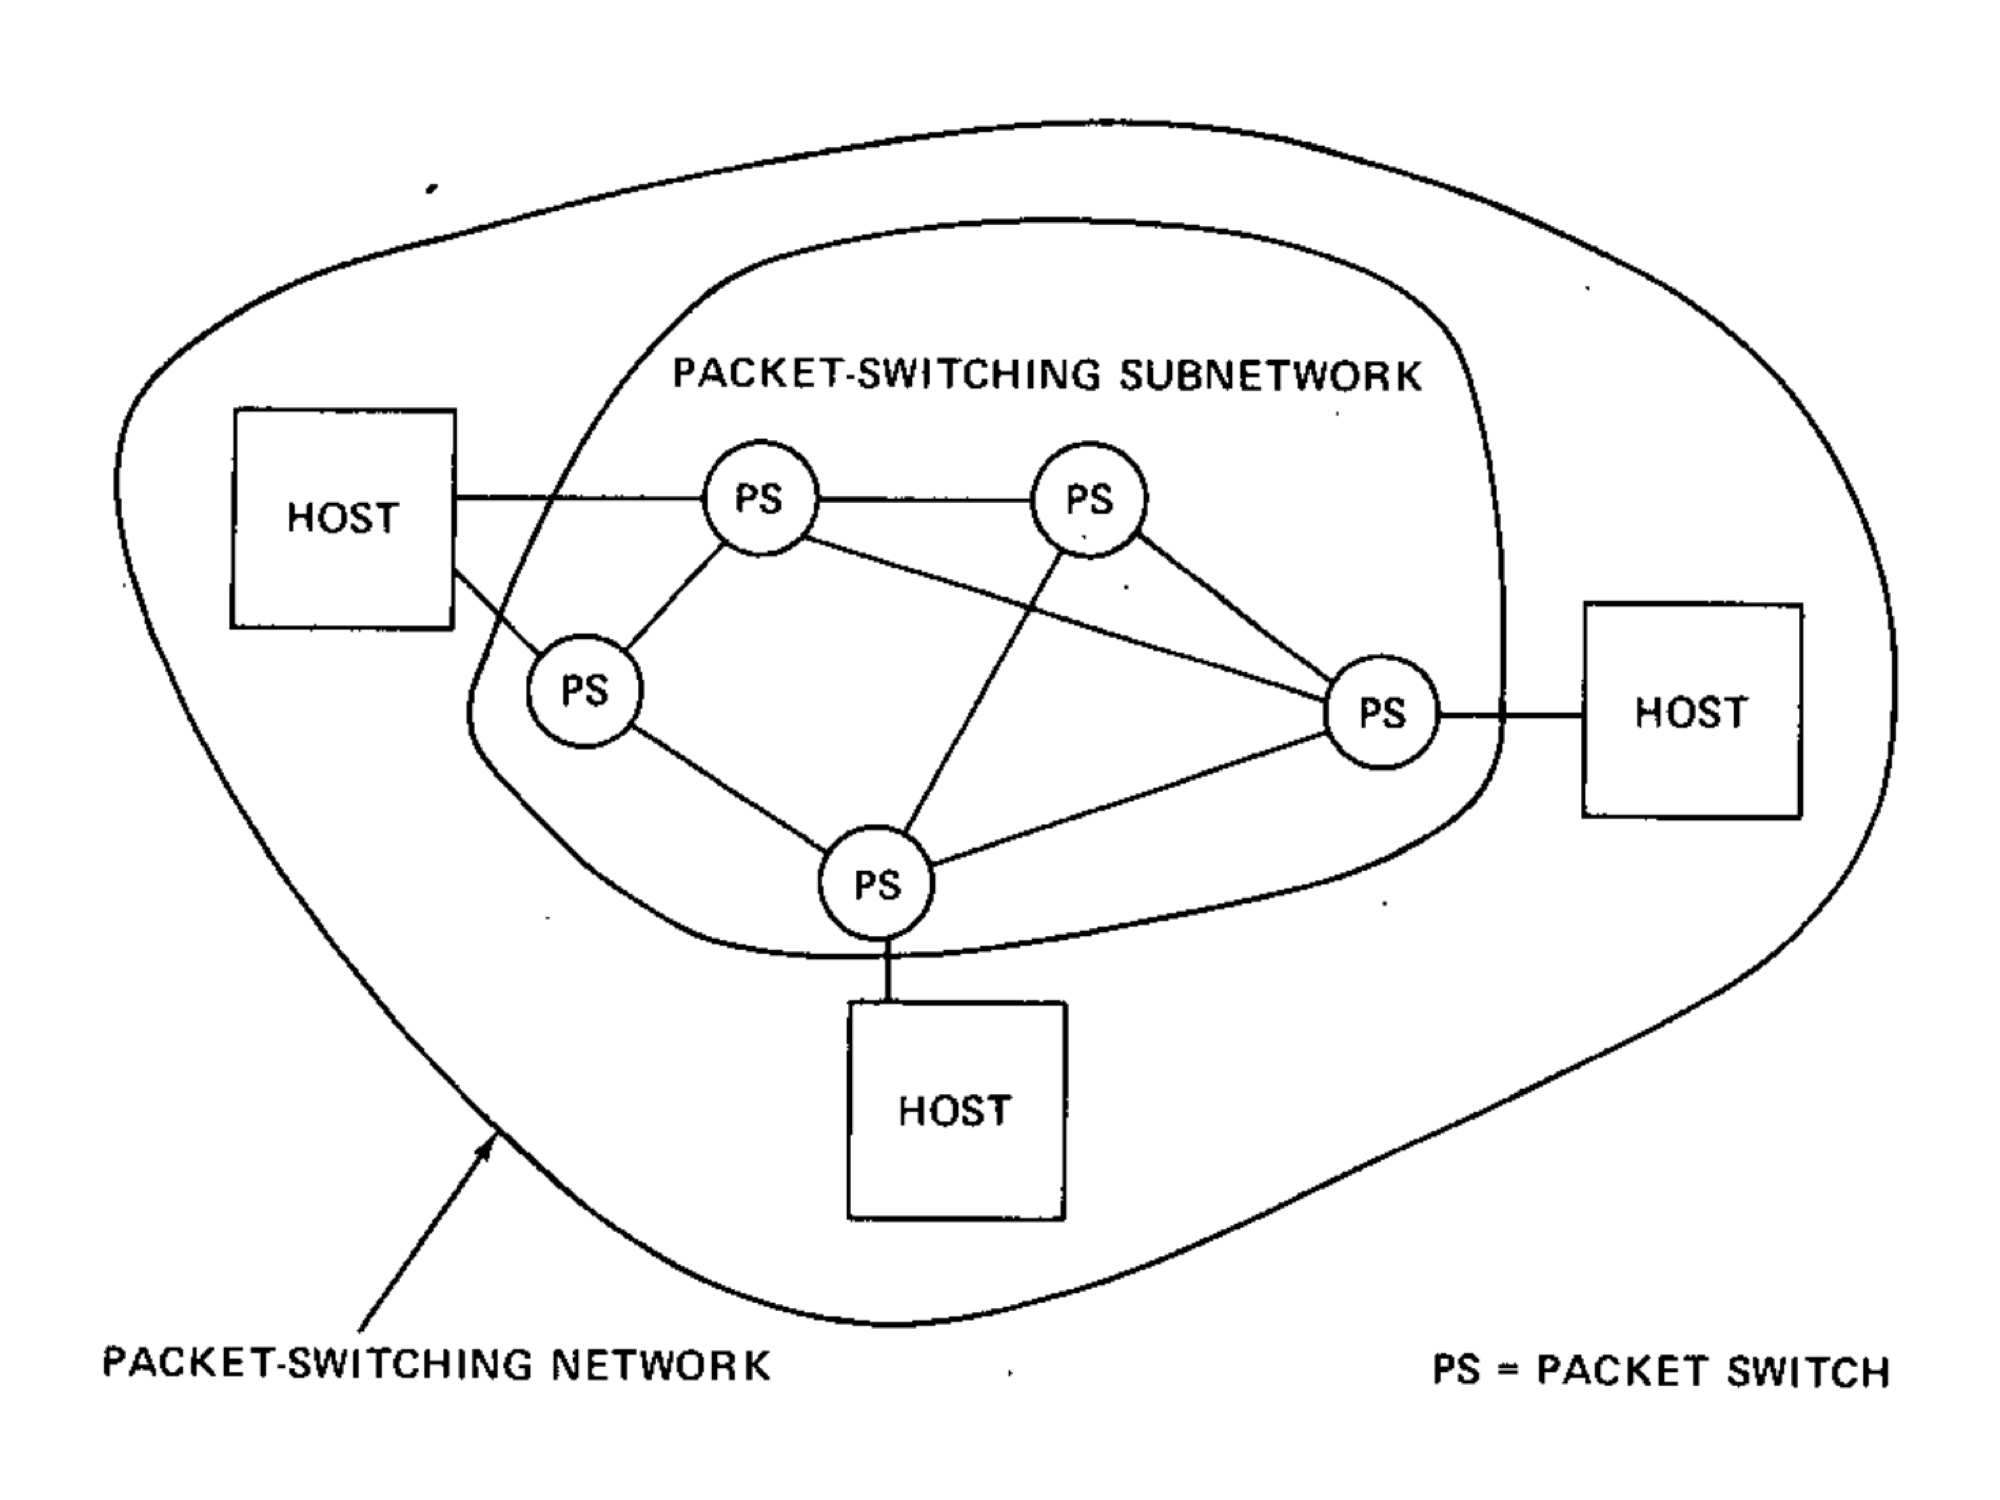 PACKET-SWITCHING SUBNETWORK
HOST
PS
PS
PS
PS
HOST
PS
HOST
PACKET-SWITCHING NETWORK
PS = PACKET SWITCH